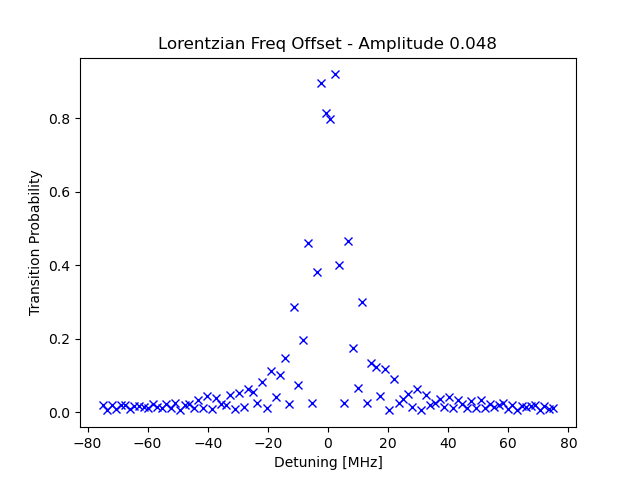 Lorentzian Freq Offset - Amplitude 0.048
Transition Probability
0.8
0.6
0.4
0.2
0.0
−80 −60 −40 −20 0 20 40 60 80
Detuning [MHz]